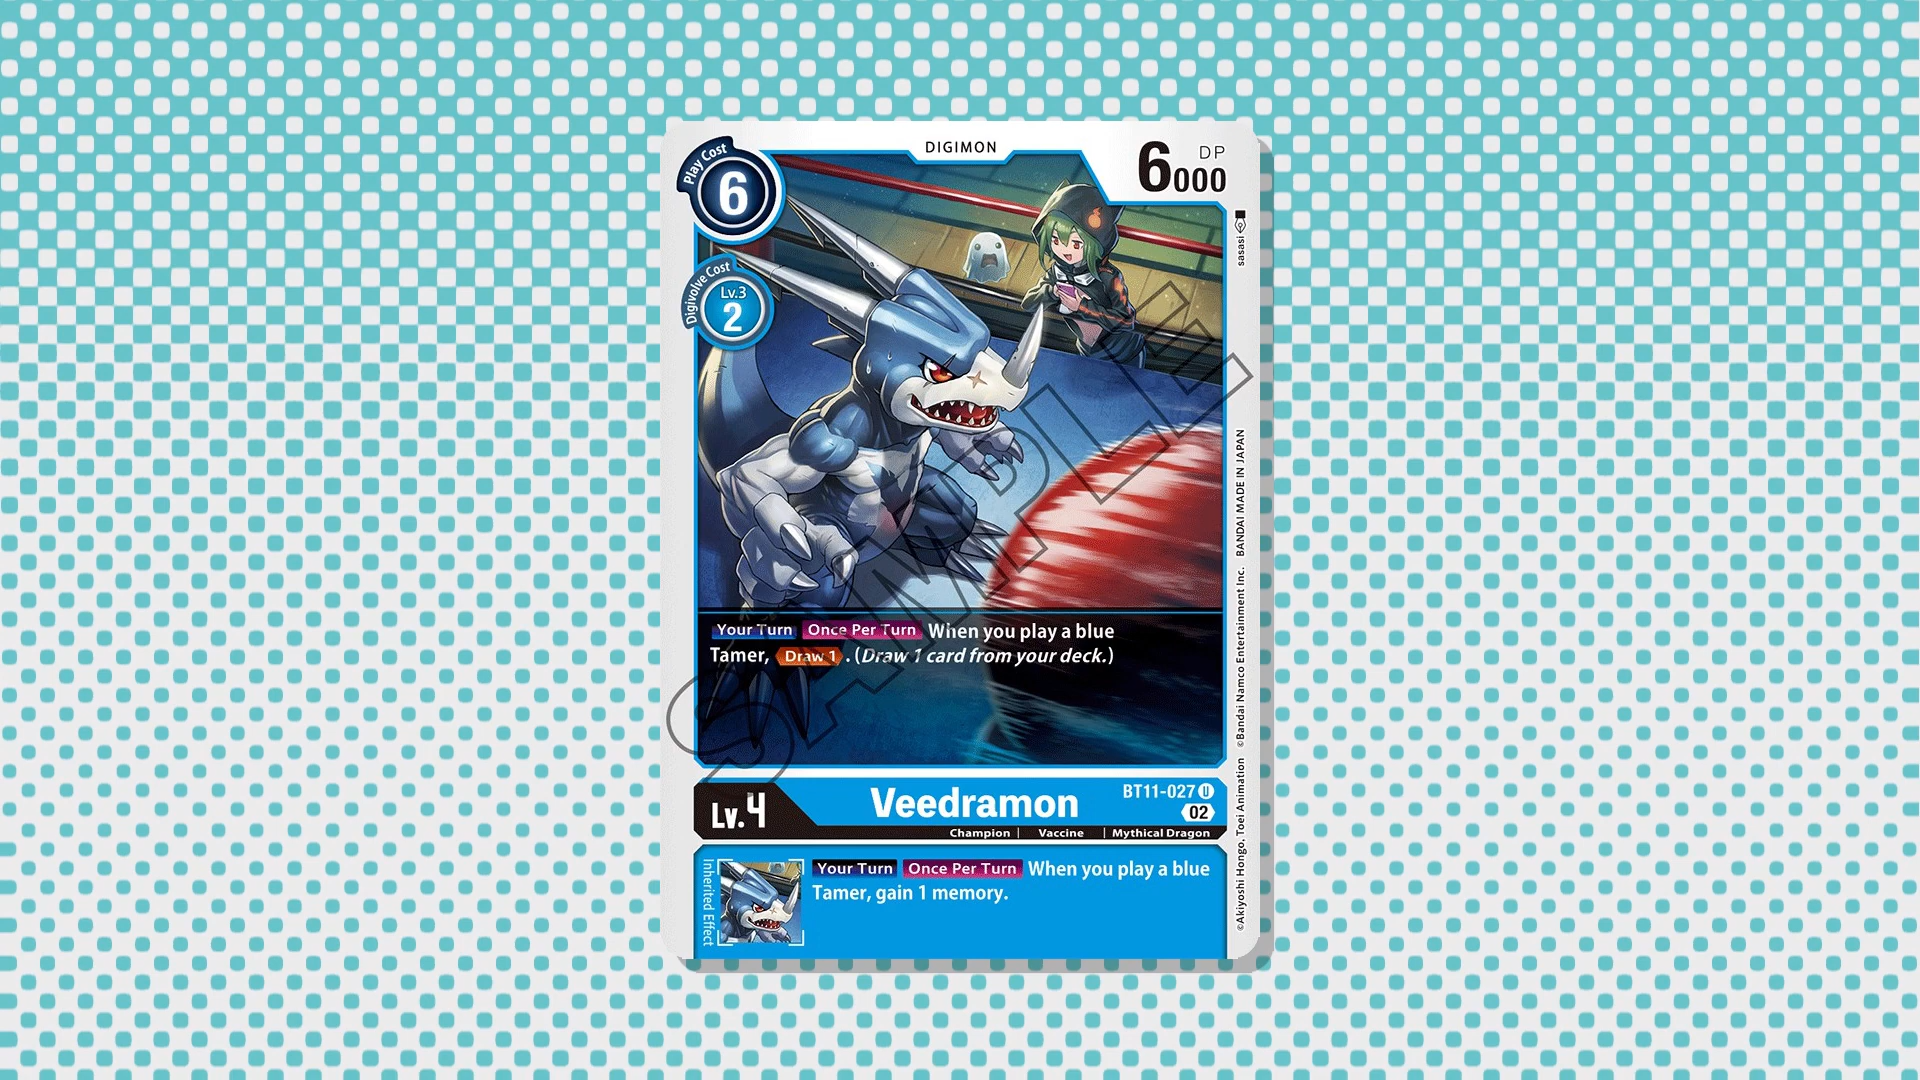 DIGIMON
Play Cost
6
DP
6000
Digivolve Cost
Lv.3
2
sasasi
SAMPLE
BANDAI MADE IN JAPAN
©Bandai Namco Entertainment Inc.
©Akiyoshi Hongo, Toei Animation
Your Turn Once Per Turn When you play a blue
Tamer, Draw 1. (Draw 1 card from your deck.)
Lv.4
Veedramon
BT11-027 U
02
Champion | Vaccine | Mythical Dragon
Inherited Effect
Your Turn Once Per Turn When you play a blue
Tamer, gain 1 memory.